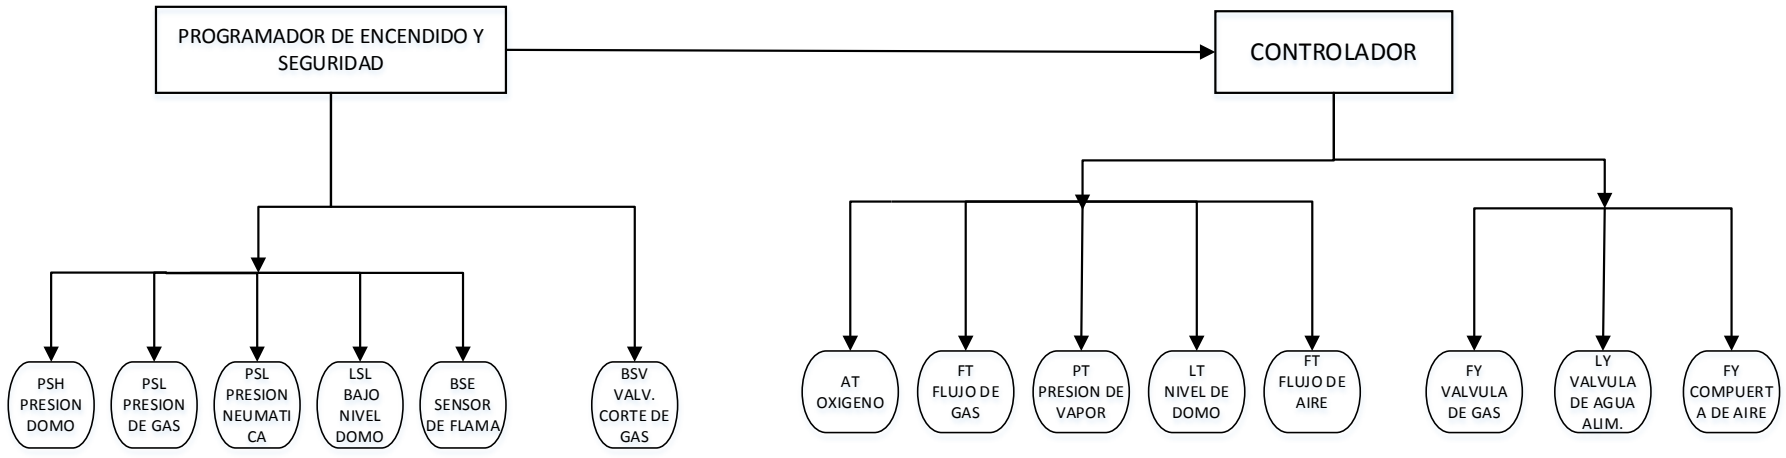 PROGRAMADOR DE ENCENDIDO Y
SEGURIDAD
CONTROLADOR
PSH
PRESION
DOMO
PSL
PRESION
DE GAS
PSL
PRESION
NEUMATI
CA
LSL
BAJO
NIVEL
DOMO
BSE
SENSOR
DE FLAMA
BSV
VALV.
CORTE DE
GAS
AT
OXIGENO
FT
FLUJO DE
GAS
PT
PRESION DE
VAPOR
LT
NIVEL DE
DOMO
FT
FLUJO DE
AIRE
FY
VALVULA
DE GAS
LY
VALVULA
DE AGUA
ALIM.
FY
COMPUERT
A DE AIRE